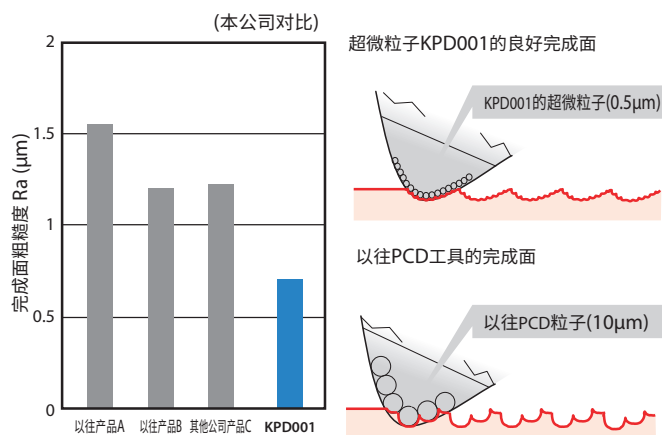 (本公司对比)
2
1.5
1
0.5
0
完成面粗糙度 Ra (μm)
以往产品A
以往产品B
其他公司产品C
KPD001
超微粒子KPD001的良好完成面
KPD001的超微粒子(0.5μm)
以往PCD工具的完成面
以往PCD粒子(10μm)